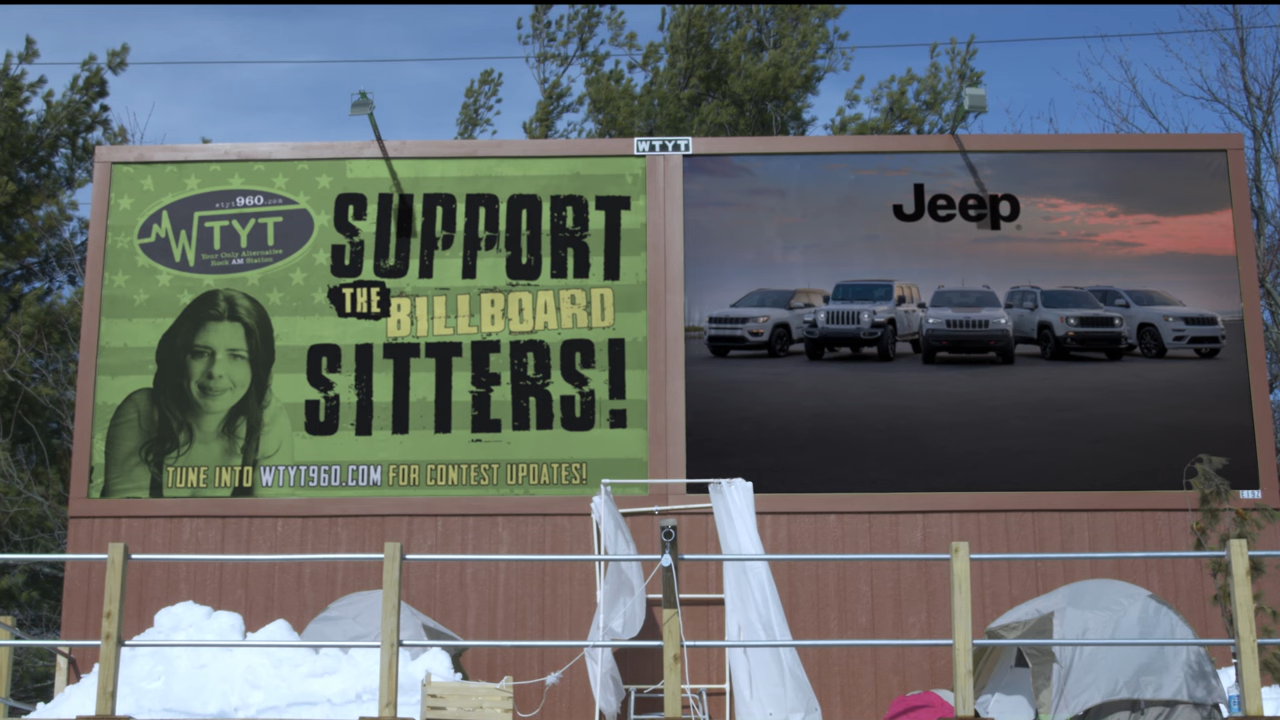 WTYT
wtyt960.com
WTYT
Your Only Alternative
Rock AM Station
SUPPORT
THE BILLBOARD
SITTERS!
TUNE INTO WTYT960.COM FOR CONTEST UPDATES!
Jeep